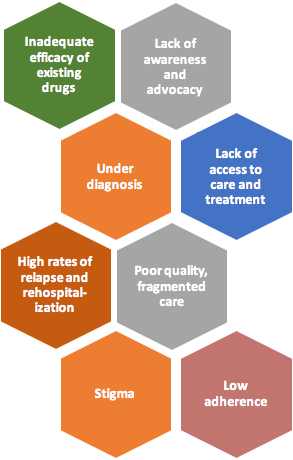 Inadequate
efficacy of
existing
drugs
Lack of
awareness
and
advocacy
Under
diagnosis
Lack of
access to
care and
treatment
High rates of
relapse and
rehospital-
ization
Poor quality,
fragmented
care
Stigma
Low
adherence